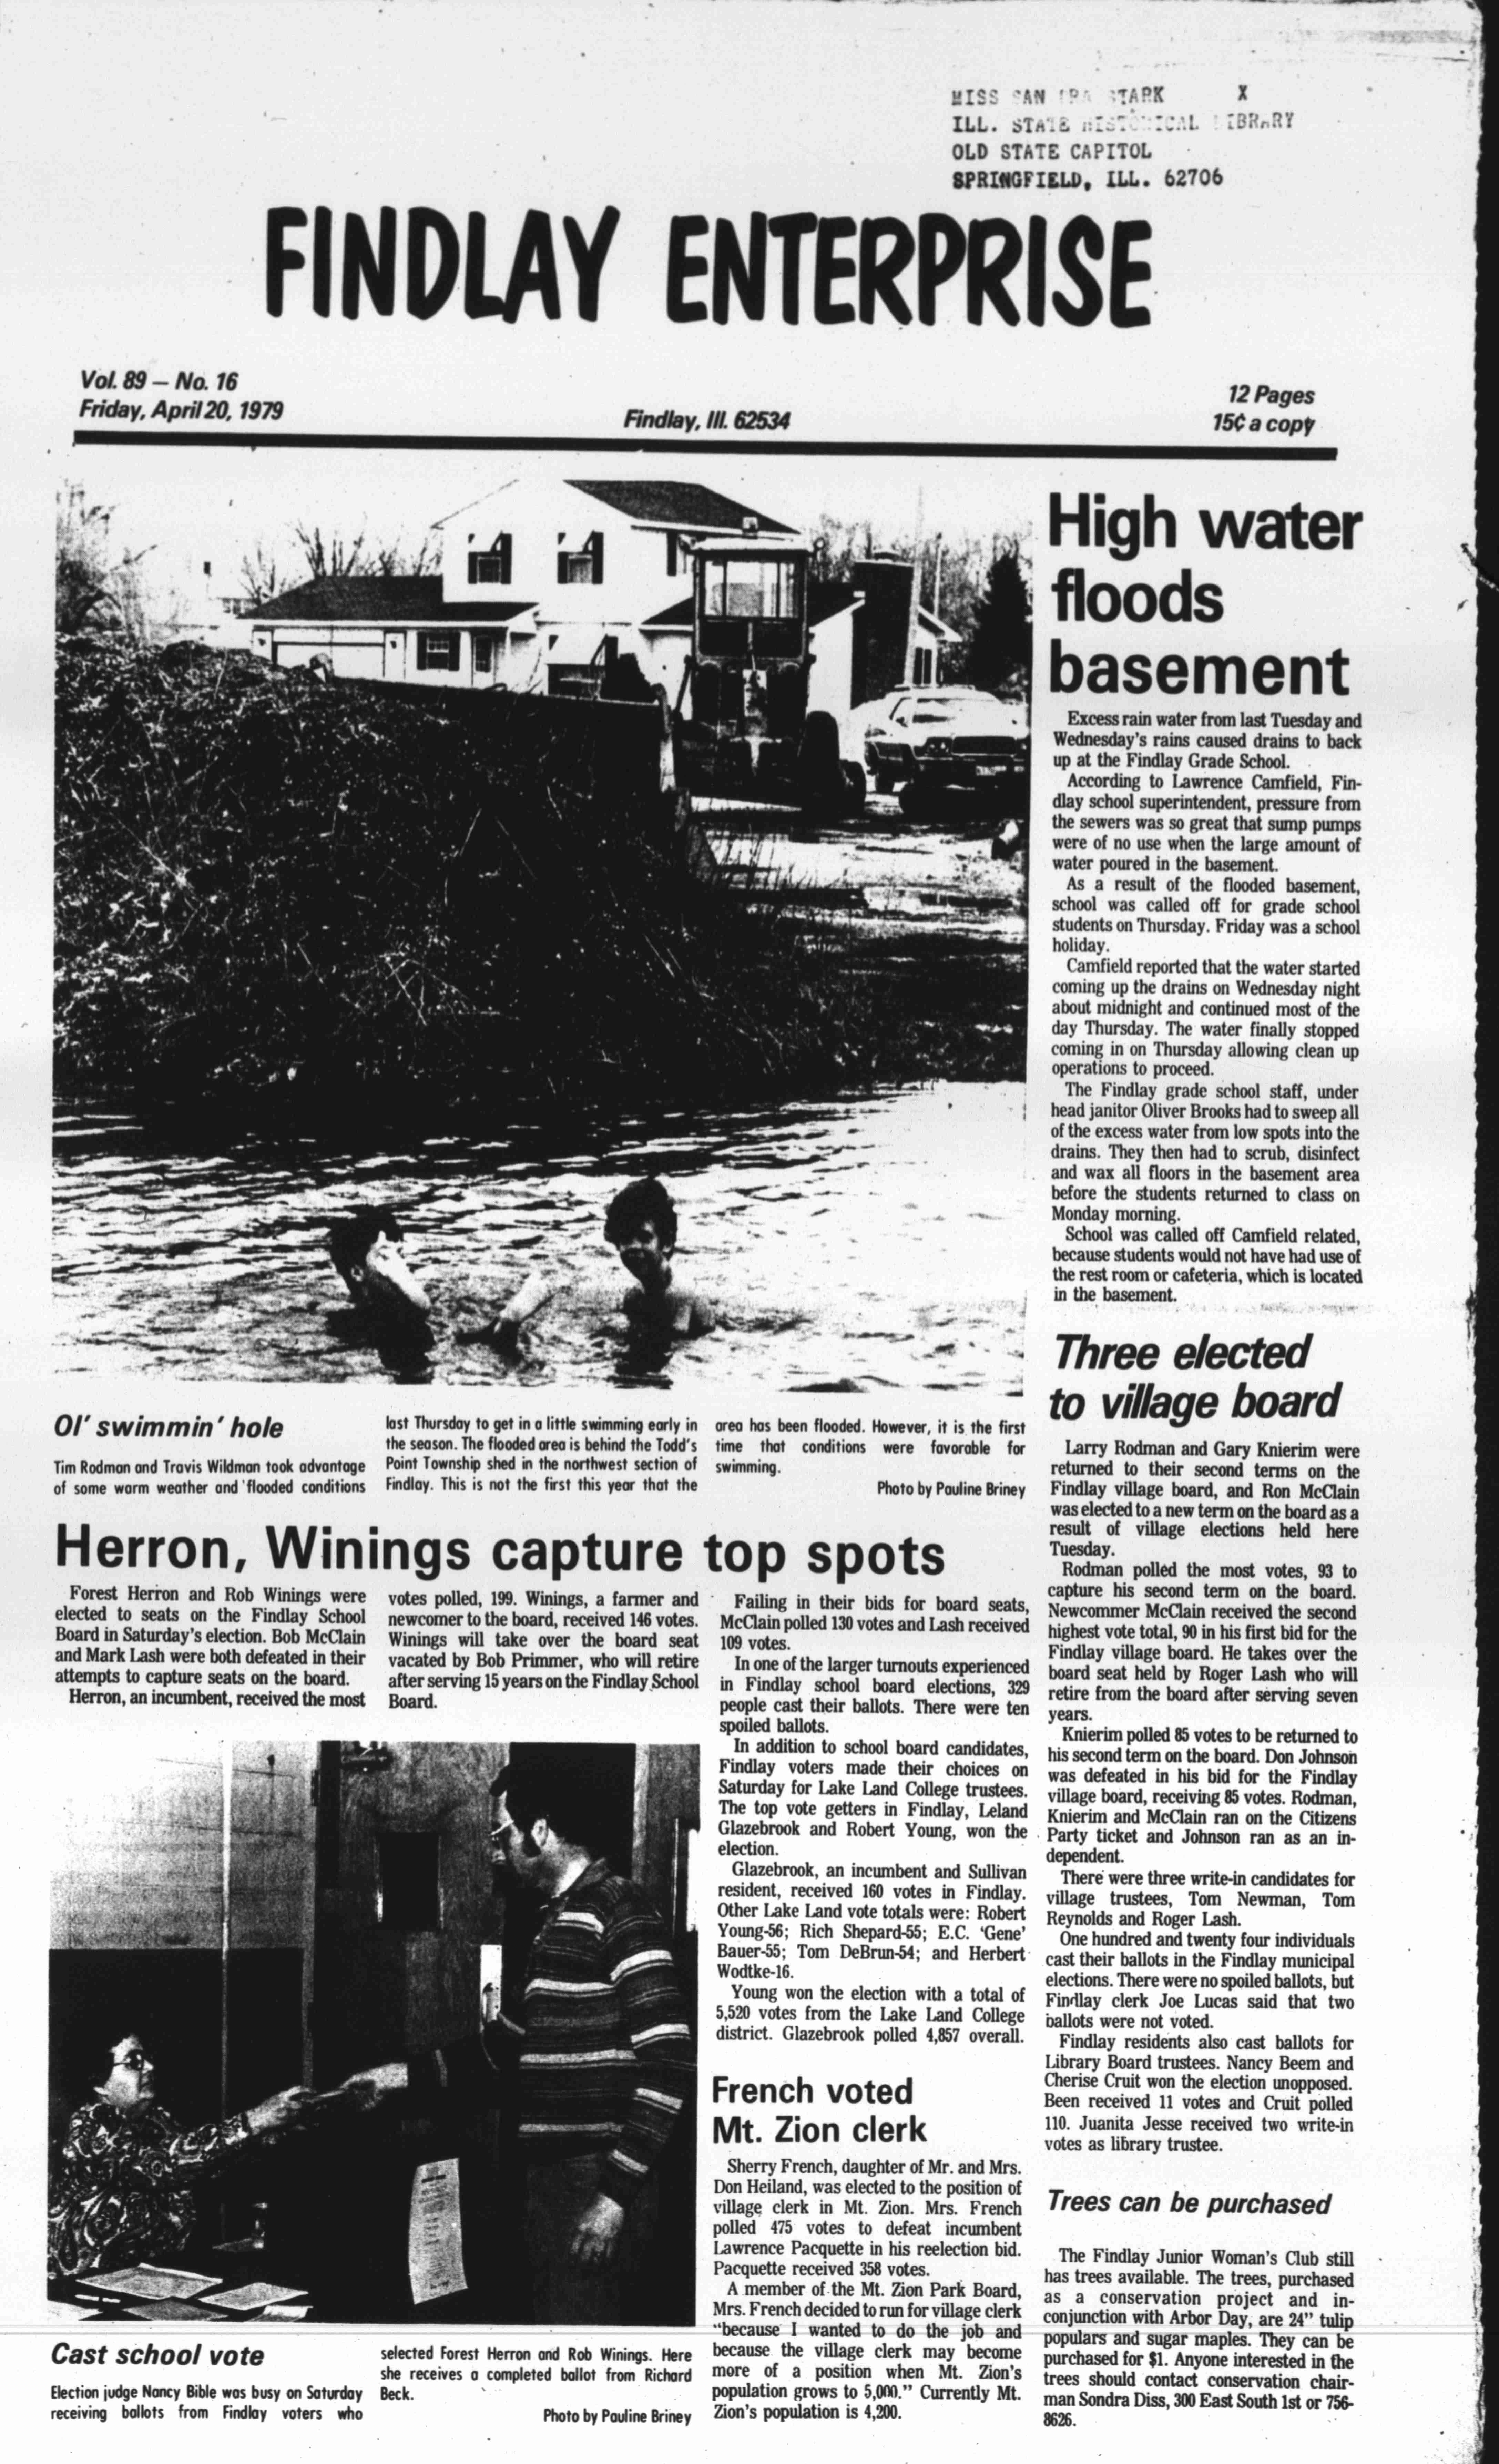 MISS STARK X
ILL. STATE HISTORICAL LIBRARY
OLD STATE CAPITOL
SPRINGFIELD, ILL. 62706
FINDLAY ENTERPRISE
Vol. 89 — No. 16
Friday, April 20, 1979
Findlay, Ill. 62534
12 Pages
15¢ a copy
High water
floods
basement
Excess rain water from last Tuesday and
Wednesday's rains caused drains to back
up at the Findlay Grade School.
According to Lawrence Camfield, Fin-
dlay school superintendent, pressure from
the sewers was so great that sump pumps
were of no use when the large amount of
water poured in the basement.
As a result of the flooded basement,
school was called off for grade school
students on Thursday. Friday was a school
holiday.
Camfield reported that the water started
coming up the drains on Wednesday night
about midnight and continued most of the
day Thursday. The water finally stopped
coming in on Thursday allowing clean up
operations to proceed.
The Findlay grade school staff, under
head janitor Oliver Brooks had to sweep all
of the excess water from low spots into the
drains. They then had to scrub, disinfect
and wax all floors in the basement area
before the students returned to class on
Monday morning.
School was called off Camfield related,
because students would not have had use of
the rest room or cafeteria, which is located
in the basement.
Ol' swimmin' hole
Tim Rodman and Travis Wildman took advantage
of some warm weather and flooded conditions
last Thursday to get in a little swimming early in
the season. The flooded area is behind the Todd's
Point Township shed in the northwest section of
Findlay. This is not the first this year that the
area has been flooded. However, it is the first
time that conditions were favorable for
swimming.
Photo by Pauline Briney
Herron, Winings capture top spots
Forest Herron and Rob Winings were
elected to seats on the Findlay School
Board in Saturday's election. Bob McClain
and Mark Lash were both defeated in their
attempts to capture seats on the board.
Herron, an incumbent, received the most
votes polled, 199. Winings, a farmer and
newcomer to the board, received 146 votes.
Winings will take over the board seat
vacated by Bob Primmer, who will retire
after serving 15 years on the Findlay School
Board.
Failing in their bids for board seats,
McClain polled 130 votes and Lash received
109 votes.
In one of the larger turnouts experienced
in Findlay school board elections, 329
people cast their ballots. There were ten
spoiled ballots.
In addition to school board candidates,
Findlay voters made their choices on
Saturday for Lake Land College trustees.
The top vote getters in Findlay, Leland
Glazebrook and Robert Young, won the
election.
Glazebrook, an incumbent and Sullivan
resident, received 160 votes in Findlay.
Other Lake Land vote totals were: Robert
Young-56; Rich Shepard-55; E.C. 'Gene'
Bauer-55; Tom DeBrun-54; and Herbert
Wodtke-16.
Young won the election with a total of
5,520 votes from the Lake Land College
district. Glazebrook polled 4,857 overall.
Cast school vote
Election judge Nancy Bible was busy on Saturday
receiving ballots from Findlay voters who
selected Forest Herron and Rob Winings. Here
she receives a completed ballot from Richard
Beck.
Photo by Pauline Briney
French voted
Mt. Zion clerk
Sherry French, daughter of Mr. and Mrs.
Don Heiland, was elected to the position of
village clerk in Mt. Zion. Mrs. French
polled 475 votes to defeat incumbent
Lawrence Pacquette in his reelection bid.
Pacquette received 358 votes.
A member of the Mt. Zion Park Board,
Mrs. French decided to run for village clerk
"because I wanted to do the job and
because the village clerk may become
more of a position when Mt. Zion's
population grows to 5,000." Currently Mt.
Zion's population is 4,200.
Three elected
to village board
Larry Rodman and Gary Knierim were
returned to their second terms on the
Findlay village board, and Ron McClain
was elected to a new term on the board as a
result of village elections held here
Tuesday.
Rodman polled the most votes, 93 to
capture his second term on the board.
Newcommer McClain received the second
highest vote total, 90 in his first bid for the
Findlay village board. He takes over the
board seat held by Roger Lash who will
retire from the board after serving seven
years.
Knierim polled 85 votes to be returned to
his second term on the board. Don Johnson
was defeated in his bid for the Findlay
village board, receiving 85 votes. Rodman,
Knierim and McClain ran on the Citizens
Party ticket and Johnson ran as an in-
dependent.
There were three write-in candidates for
village trustees, Tom Newman, Tom
Reynolds and Roger Lash.
One hundred and twenty four individuals
cast their ballots in the Findlay municipal
elections. There were no spoiled ballots, but
Findlay clerk Joe Lucas said that two
ballots were not voted.
Findlay residents also cast ballots for
Library Board trustees. Nancy Beem and
Cherise Cruit won the election unopposed.
Been received 11 votes and Cruit polled
110. Juanita Jesse received two write-in
votes as library trustee.
Trees can be purchased
The Findlay Junior Woman's Club still
has trees available. The trees, purchased
as a conservation project and in-
conjunction with Arbor Day, are 24" tulip
populars and sugar maples. They can be
purchased for $1. Anyone interested in the
trees should contact conservation chair-
man Sondra Diss, 300 East South 1st or 756-
8626.